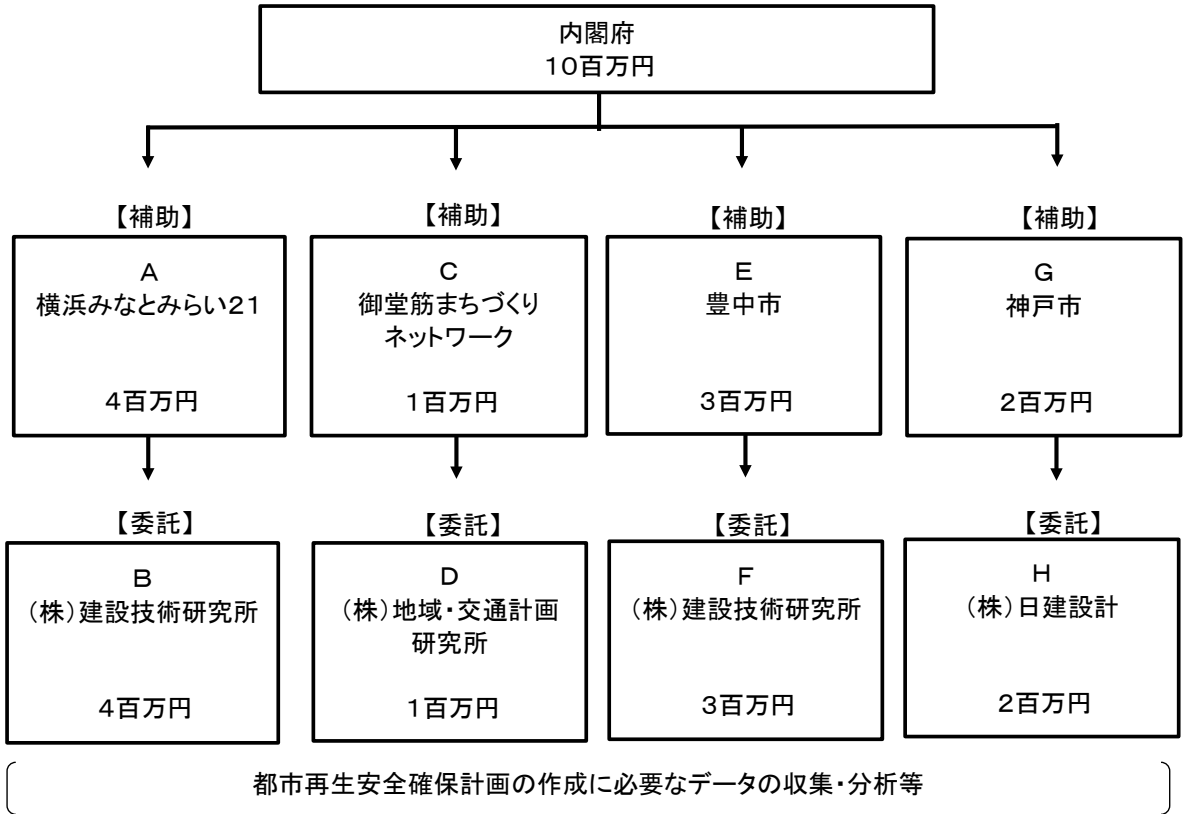 内閣府
10百万円
【補助】
A
横浜みなとみらい21
4百万円
【補助】
C
御堂筋まちづくり
ネットワーク
1百万円
【補助】
E
豊中市
3百万円
【補助】
G
神戸市
2百万円
【委託】
B
(株)建設技術研究所
4百万円
【委託】
D
(株)地域・交通計画
研究所
1百万円
【委託】
F
(株)建設技術研究所
3百万円
【委託】
H
(株)日建設計
2百万円
都市再生安全確保計画の作成に必要なデータの収集・分析等